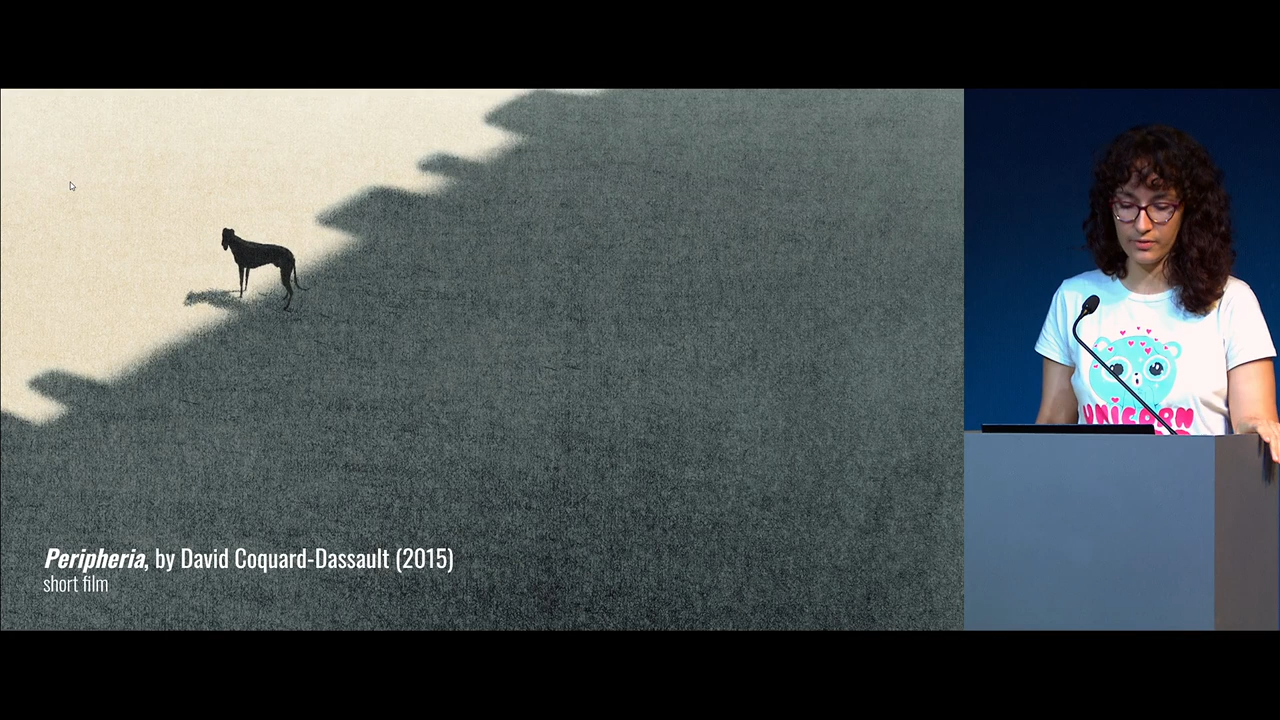 Peripheria, by David Coquard-Dassault (2015)
short film
UNICORN